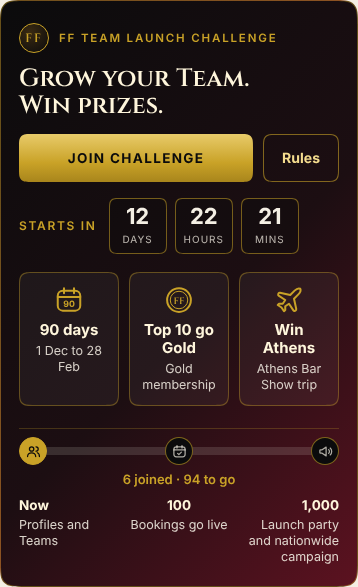 FF FF TEAM LAUNCH CHALLENGE
Grow your Team.
Win prizes.
JOIN CHALLENGE Rules
STARTS IN 12 DAYS 22 HOURS 21 MINS
90
90 days
1 Dec to 28
Feb
FF
Top 10 go
Gold
Gold
membership
Win
Athens
Athens Bar
Show trip
6 joined · 94 to go
Now
Profiles and
Teams
100
Bookings go live
1,000
Launch party
and nationwide
campaign